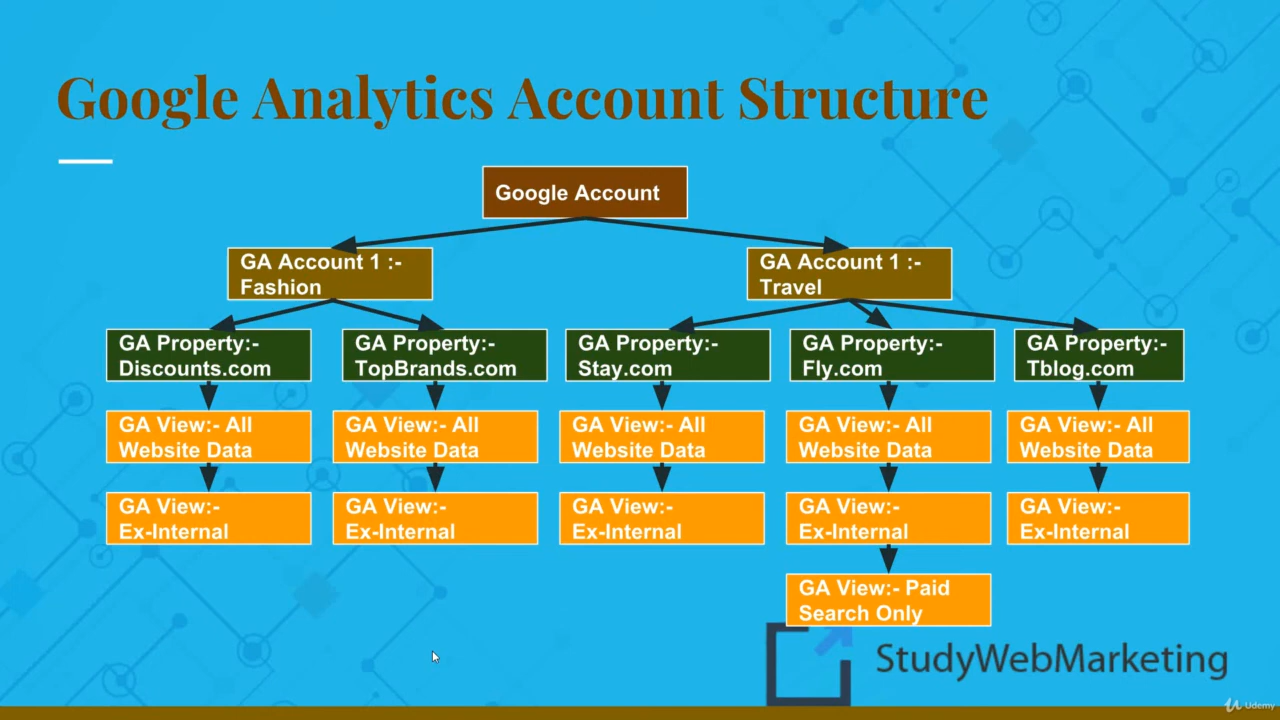 Google Analytics Account Structure
Google Account
GA Account 1 :-
Fashion
GA Account 1 :-
Travel
GA Property:-
Discounts.com
GA Property:-
TopBrands.com
GA Property:-
Stay.com
GA Property:-
Fly.com
GA Property:-
Tblog.com
GA View:- All
Website Data
GA View:- All
Website Data
GA View:- All
Website Data
GA View:- All
Website Data
GA View:- All
Website Data
GA View:-
Ex-Internal
GA View:-
Ex-Internal
GA View:-
Ex-Internal
GA View:-
Ex-Internal
GA View:-
Ex-Internal
GA View:- Paid
Search Only
StudyWebMarketing
Udemy